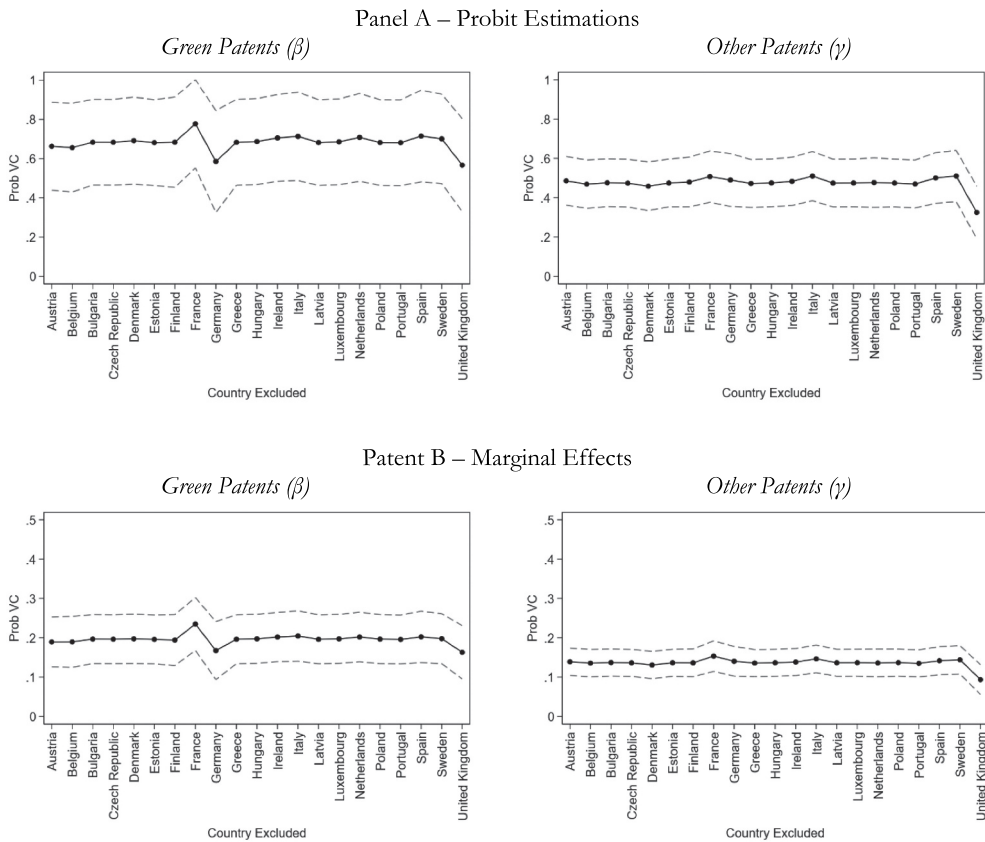 Panel A – Probit Estimations
Green Patents (β)
Other Patents (γ)
1
.8
.6
.4
.2
0
Prob VC
Austria
Belgium
Bulgaria
Czech Republic
Denmark
Estonia
Finland
France
Germany
Greece
Hungary
Ireland
Italy
Latvia
Luxembourg
Netherlands
Poland
Portugal
Spain
Sweden
United Kingdom
Country Excluded
1
.8
.6
.4
.2
0
Prob VC
Austria
Belgium
Bulgaria
Czech Republic
Denmark
Estonia
Finland
France
Germany
Greece
Hungary
Ireland
Italy
Latvia
Luxembourg
Netherlands
Poland
Portugal
Spain
Sweden
United Kingdom
Country Excluded
Patent B – Marginal Effects
Green Patents (β)
Other Patents (γ)
.5
.4
.3
.2
.1
0
Prob VC
Austria
Belgium
Bulgaria
Czech Republic
Denmark
Estonia
Finland
France
Germany
Greece
Hungary
Ireland
Italy
Latvia
Luxembourg
Netherlands
Poland
Portugal
Spain
Sweden
United Kingdom
Country Excluded
.5
.4
.3
.2
.1
0
Prob VC
Austria
Belgium
Bulgaria
Czech Republic
Denmark
Estonia
Finland
France
Germany
Greece
Hungary
Ireland
Italy
Latvia
Luxembourg
Netherlands
Poland
Portugal
Spain
Sweden
United Kingdom
Country Excluded